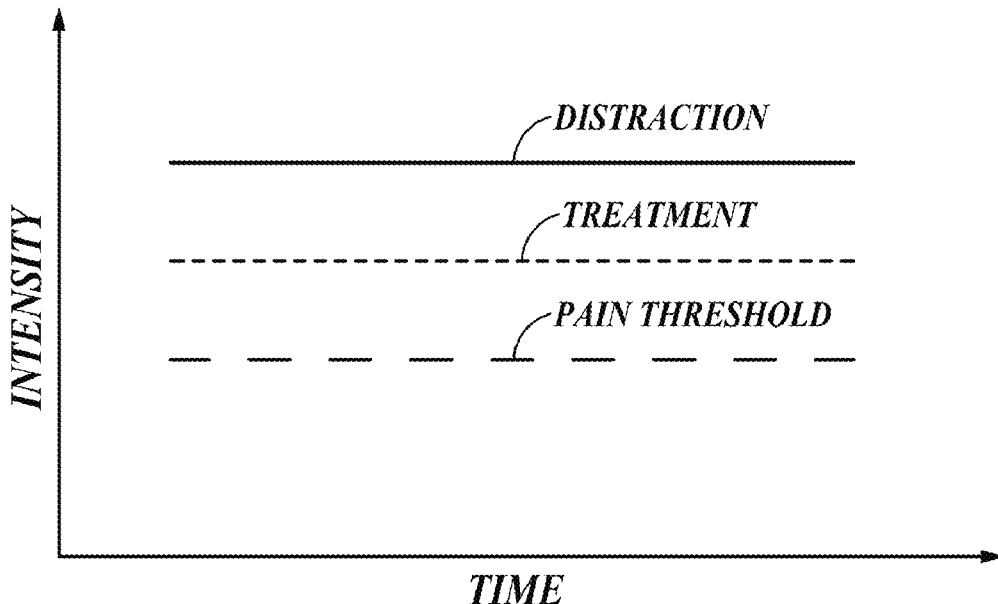 DISTRACTION
TREATMENT
PAIN THRESHOLD
INTENSITY
TIME